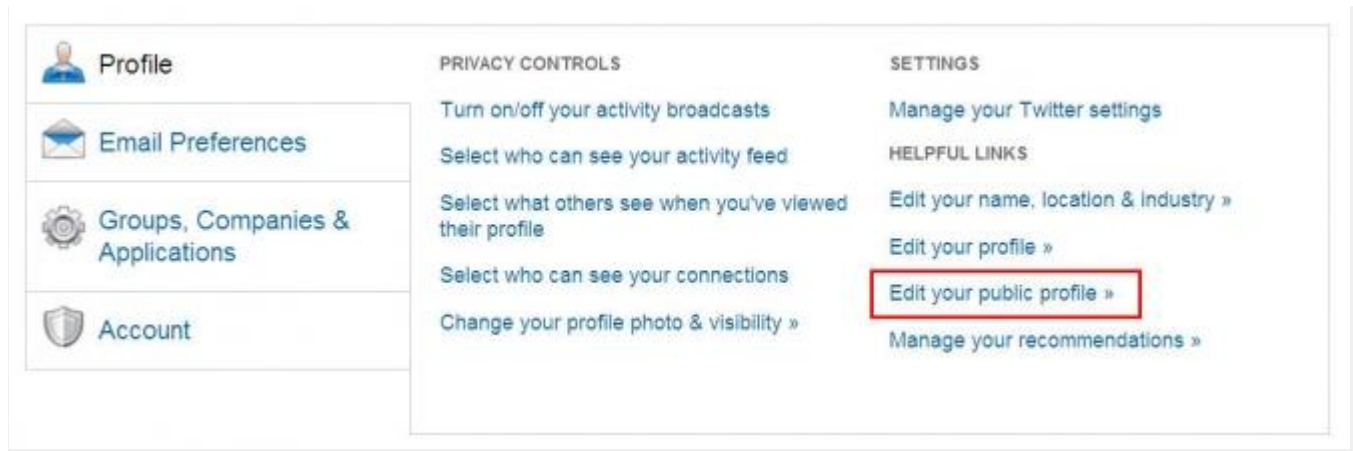 Profile
Email Preferences
Groups, Companies &
Applications
Account
PRIVACY CONTROLS
Turn on/off your activity broadcasts
Select who can see your activity feed
Select what others see when you've viewed
their profile
Select who can see your connections
Change your profile photo & visibility »
SETTINGS
Manage your Twitter settings
HELPFUL LINKS
Edit your name, location & industry »
Edit your profile »
Edit your public profile »
Manage your recommendations »